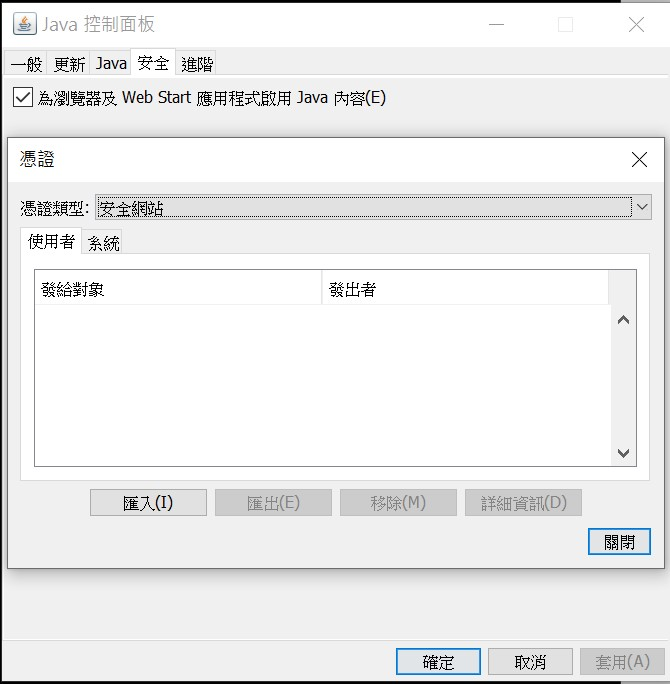 Java 控制面板
一般 更新 Java 安全 進階
為瀏覽器及 Web Start 應用程式啟用 Java 內容(E)
憑證
憑證類型: 安全網站
使用者 系統
發給對象 發出者
匯入(I) 匯出(E) 移除(M) 詳細資訊(D)
關閉
確定 取消 套用(A)